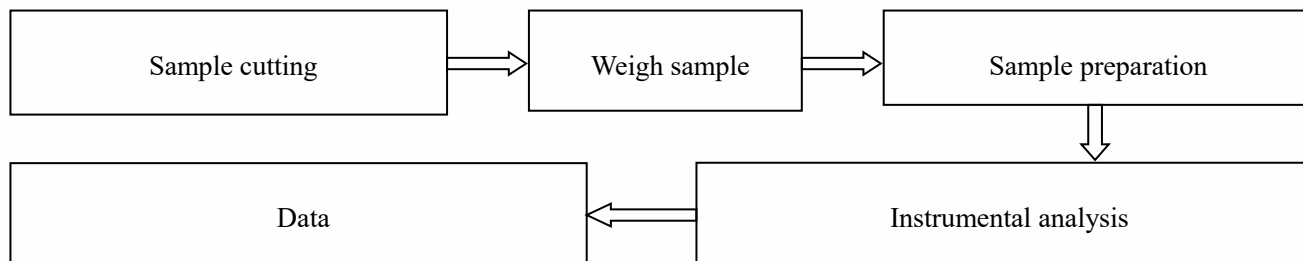 Sample cutting
Weigh sample
Sample preparation
Instrumental analysis
Data